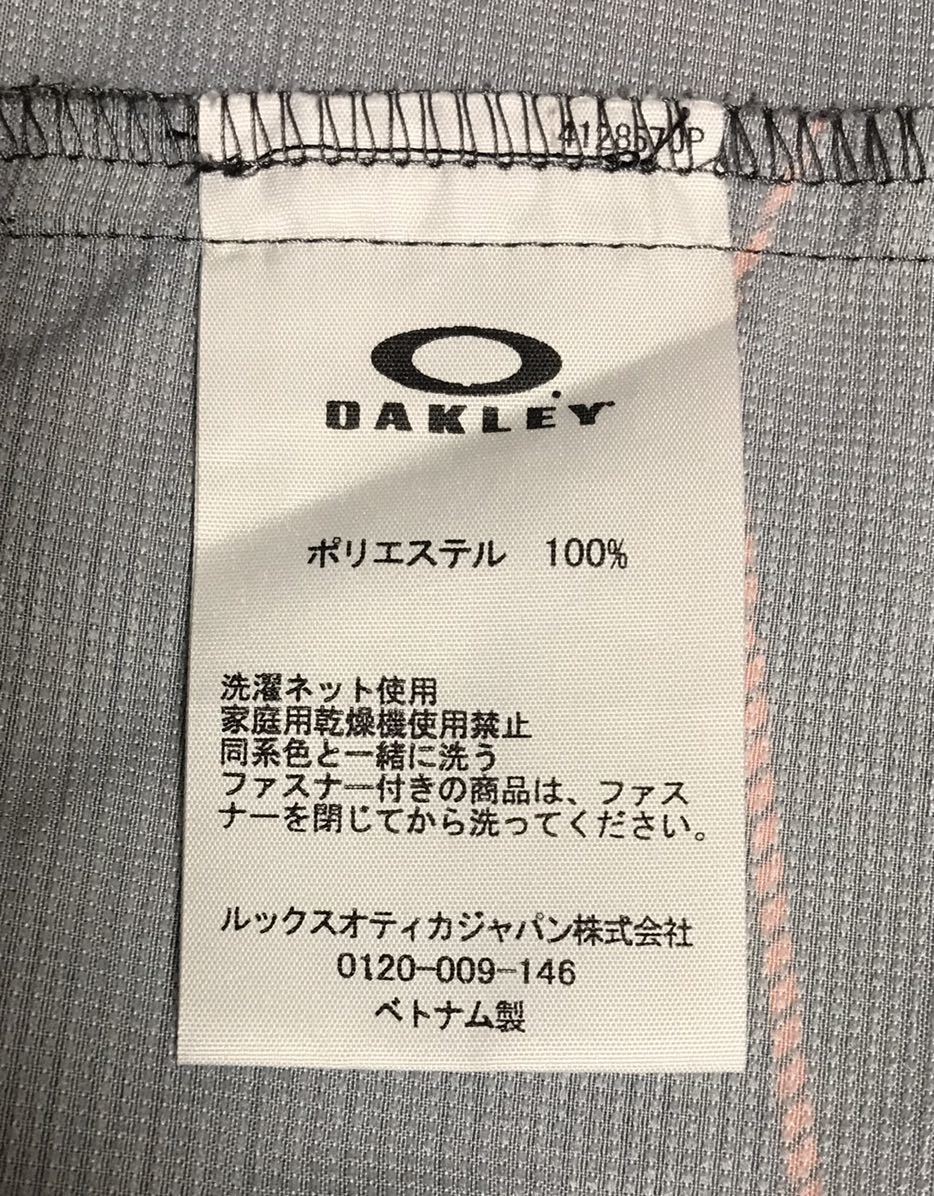 OAKLEY
ポリエステル 100%
洗濯ネット使用
家庭用乾燥機使用禁止
同系色と一緒に洗う
ファスナー付きの商品は、ファス
ナーを閉じてから洗ってください。
ルックスオティカジャパン株式会社
0120-009-146
ベトナム製